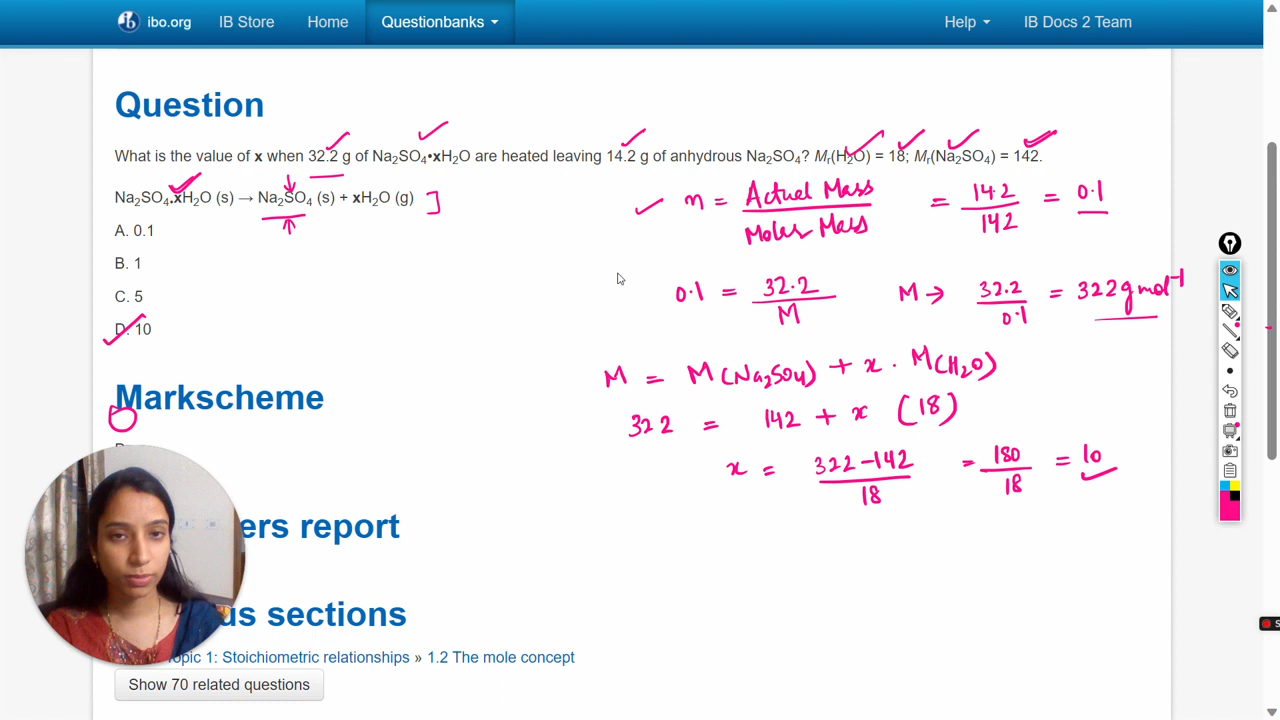 ibo.org IB Store Home Questionbanks Help IB Docs 2 Team
Question
What is the value of x when 32.2 g of Na₂SO₄•xH₂O are heated leaving 14.2 g of anhydrous Na₂SO₄? Mr(H₂O) = 18; Mr(Na₂SO₄) = 142.
Na₂SO₄.xH₂O (s) → Na₂SO₄ (s) + xH₂O (g) ]
A. 0.1
B. 1
C. 5
D. 10
n = Actual Mass / Molar Mass = 14.2 / 142 = 0.1
0.1 = 32.2 / M M → 32.2 / 0.1 = 322 g mol⁻¹
M = M(Na₂SO₄) + x . M(H₂O)
322 = 142 + x (18)
x = 322-142 / 18 = 180 / 18 = 10
Markscheme
ers report
us sections
opic 1: Stoichiometric relationships » 1.2 The mole concept
Show 70 related questions